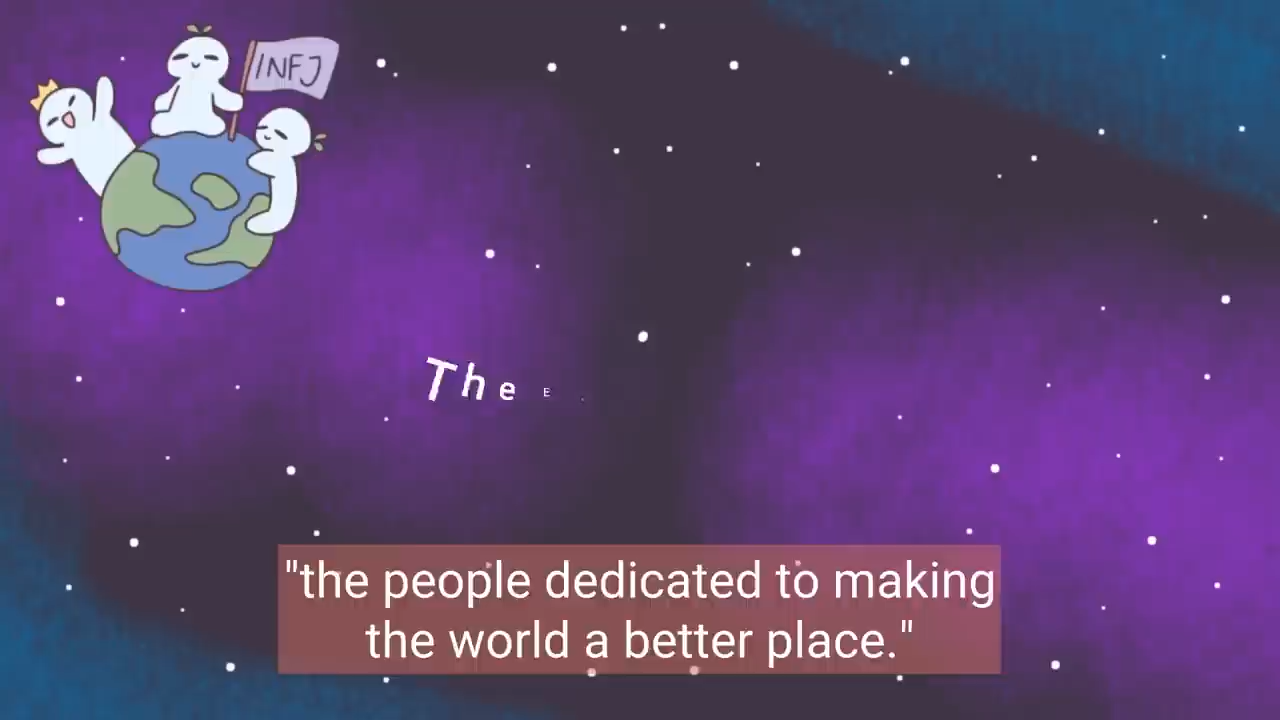 INFJ
The E
"the people dedicated to making
the world a better place."